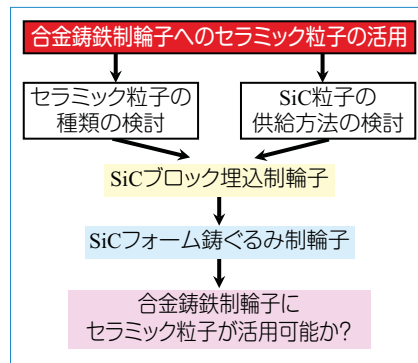 合金鋳鉄制輪子へのセラミック粒子の活用
セラミック粒子の
種類の検討
SiC粒子の
供給方法の検討
SiCブロック埋込制輪子
SiCフォーム鋳ぐるみ制輪子
合金鋳鉄制輪子に
セラミック粒子が活用可能か?